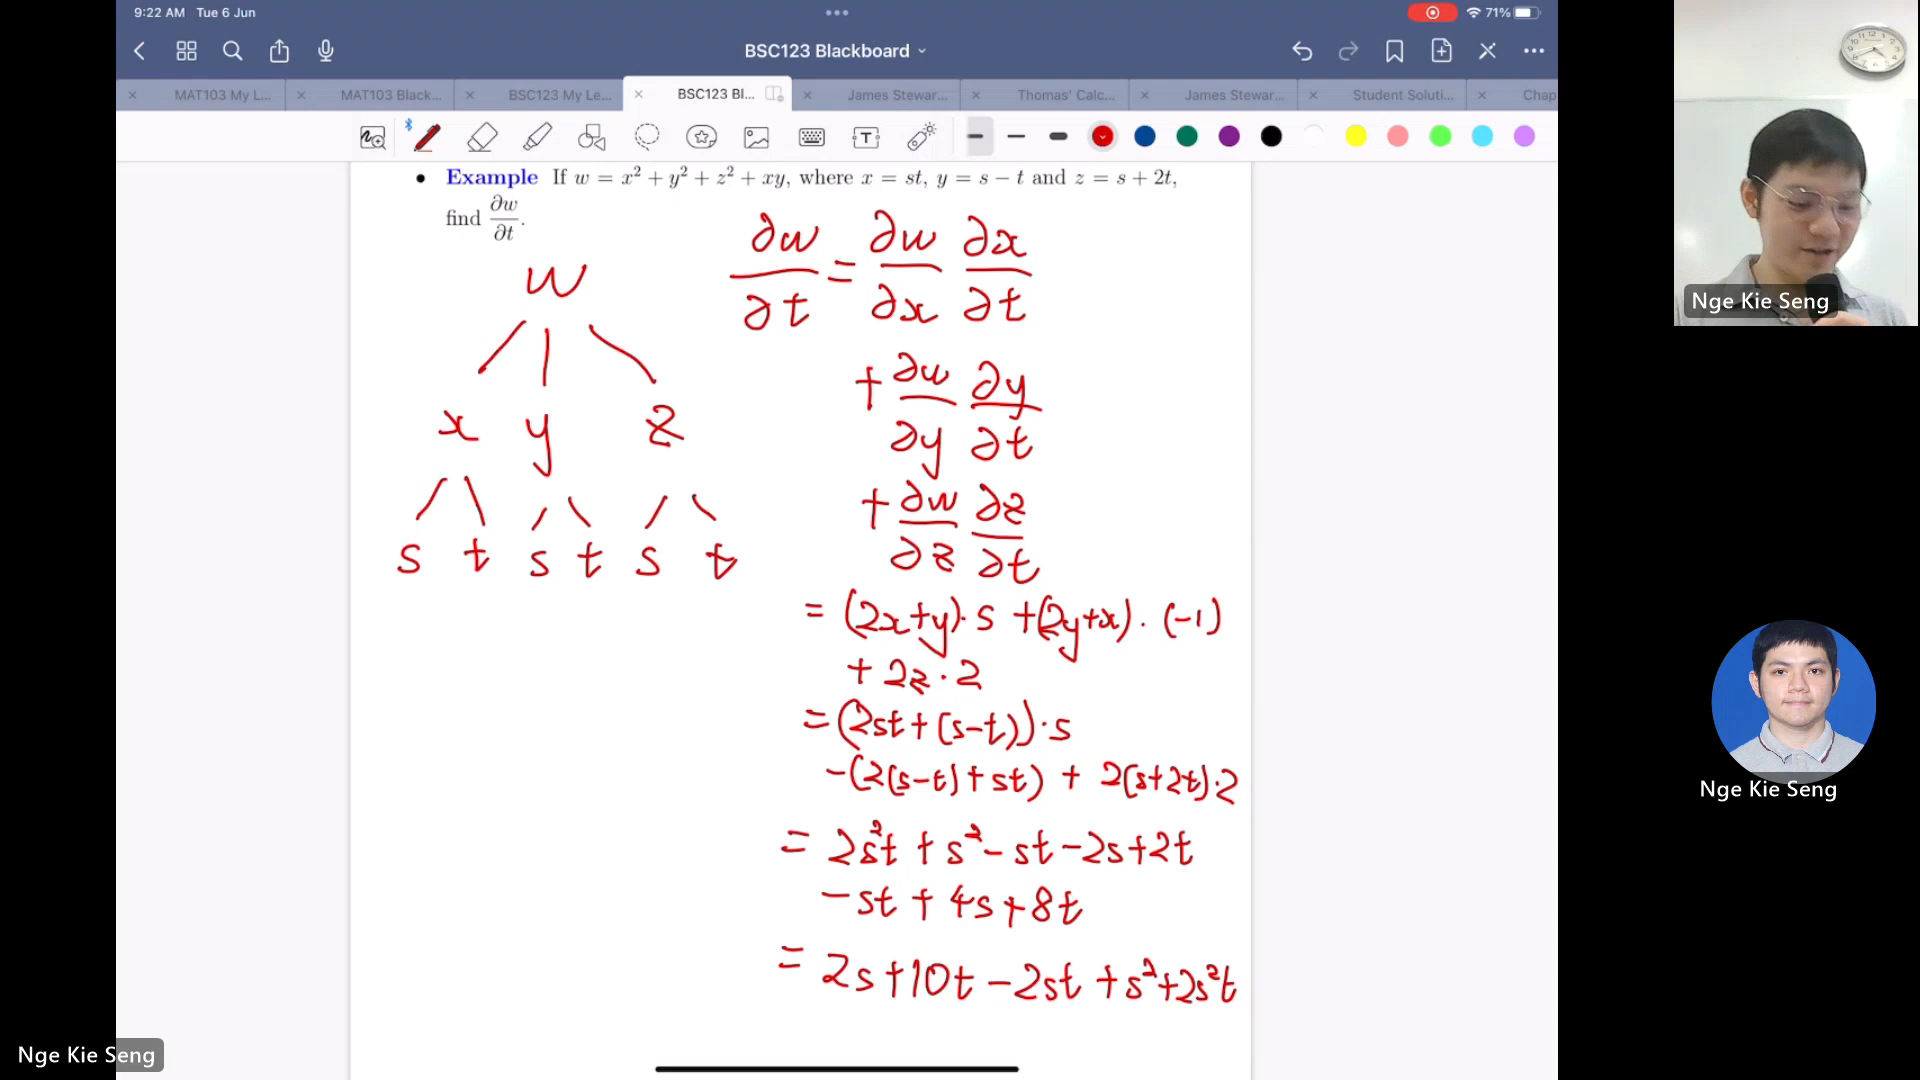 9:22 AM Tue 6 Jun
71%
BSC123 Blackboard
MAT103 My L...
MAT103 Black...
BSC123 My Le...
BSC123 Bl...
James Stewar...
Thomas' Calc...
James Stewar...
Student Soluti...
Chap
• Example If w = x² + y² + z² + xy, where x = st, y = s − t and z = s + 2t,
find ∂w/∂t.
w
x y z
s t s t s t
∂w/∂t = ∂w/∂x ∂x/∂t
+ ∂w/∂y ∂y/∂t
+ ∂w/∂z ∂z/∂t
= (2x+y)·s + (2y+x)·(-1)
+ 2z·2
= (2st + (s-t))·s
-(2(s-t)+st) + 2(s+2t)·2
= 2s²t + s² - st - 2s + 2t
- st + 4s + 8t
= 2s + 10t - 2st + s² + 2s²t
Nge Kie Seng
Nge Kie Seng
Nge Kie Seng